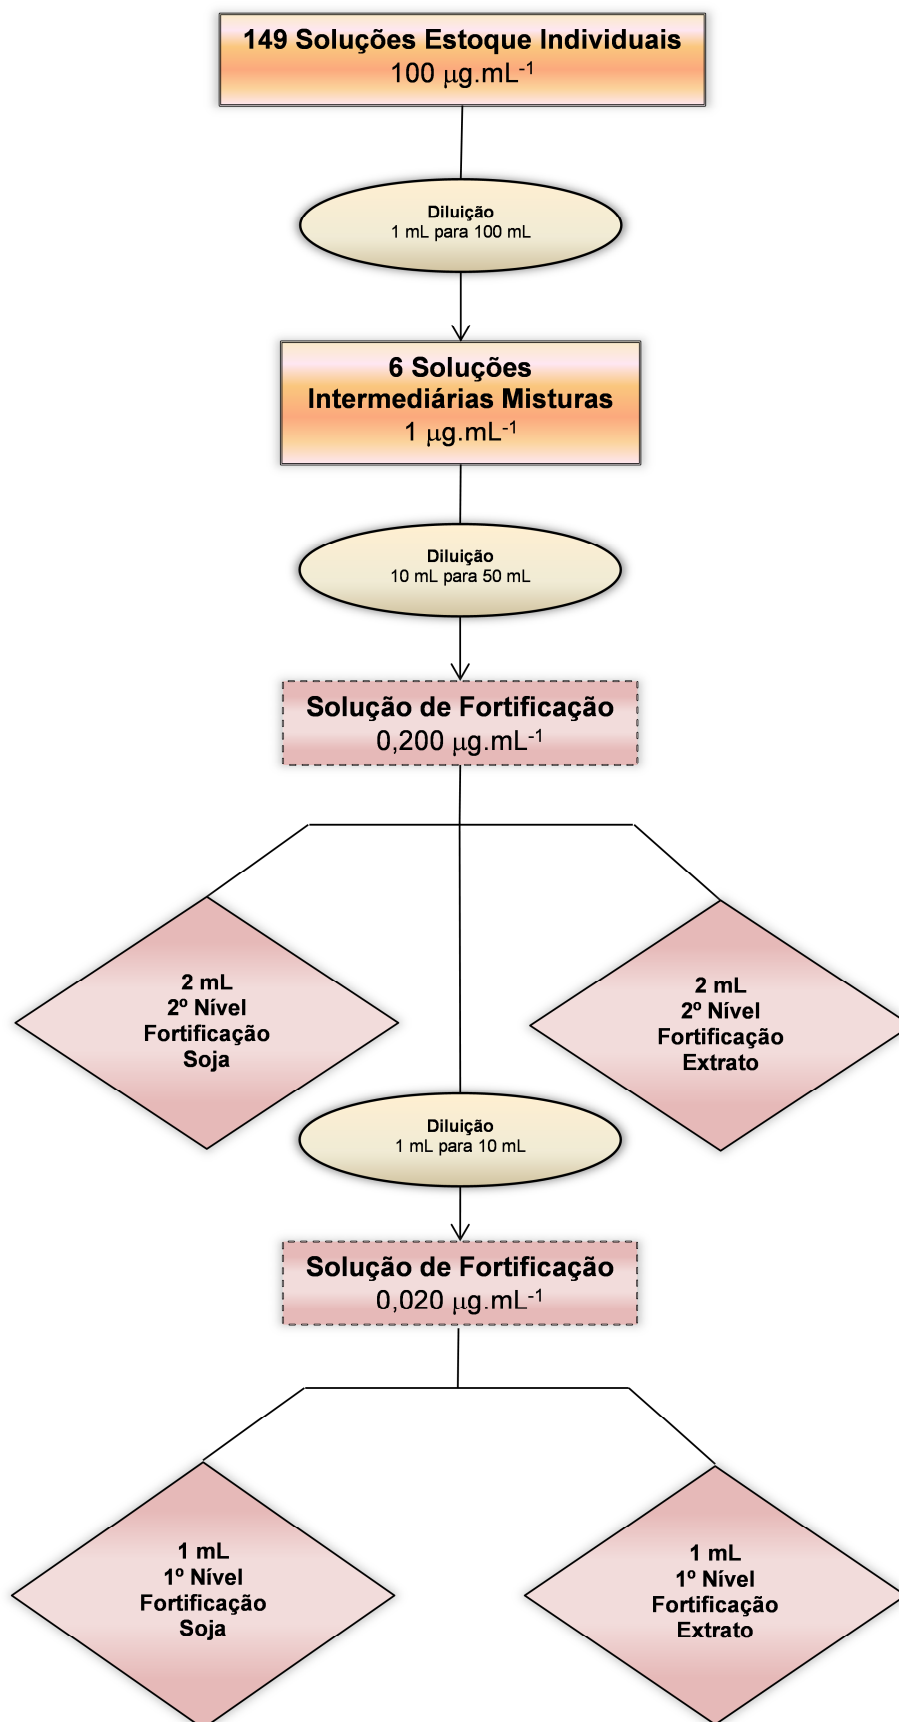 149 Soluções Estoque Individuais
100 μg.mL⁻¹
Diluição
1 mL para 100 mL
6 Soluções
Intermediárias Misturas
1 μg.mL⁻¹
Diluição
10 mL para 50 mL
Solução de Fortificação
0,200 μg.mL⁻¹
2 mL
2º Nível
Fortificação
Soja
2 mL
2º Nível
Fortificação
Extrato
Diluição
1 mL para 10 mL
Solução de Fortificação
0,020 μg.mL⁻¹
1 mL
1º Nível
Fortificação
Soja
1 mL
1º Nível
Fortificação
Extrato